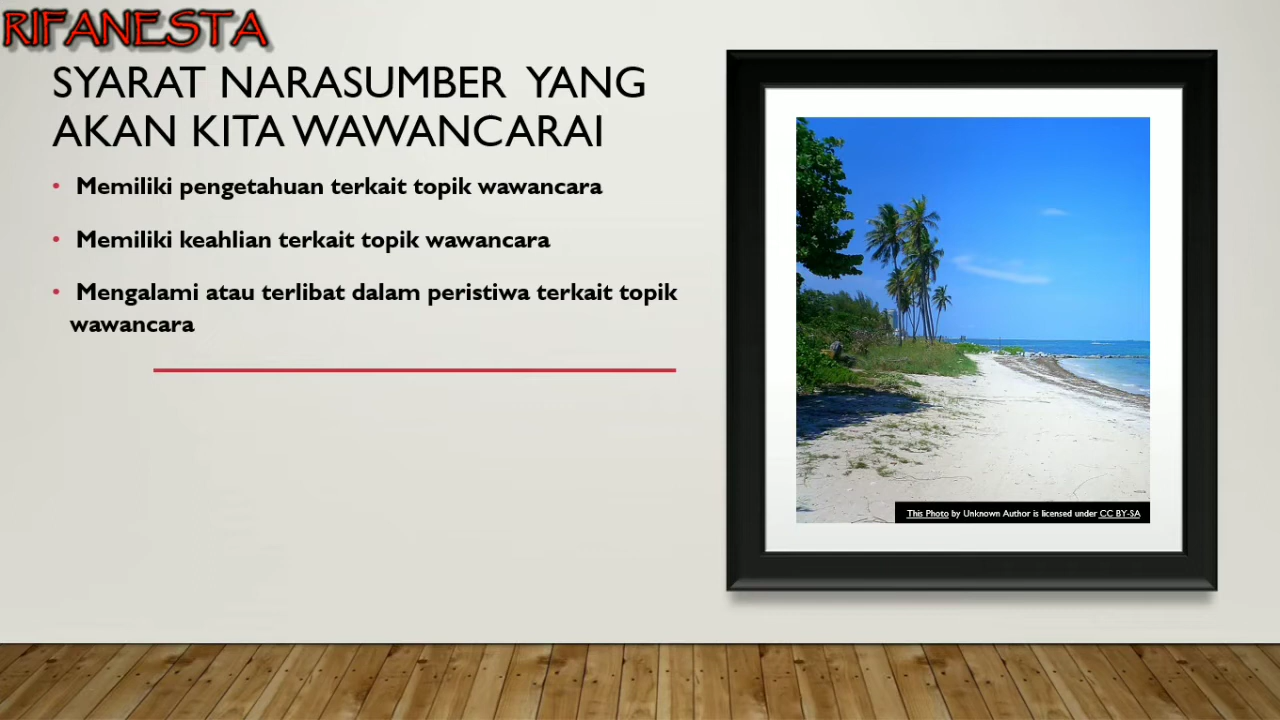 RIFANESTA
SYARAT NARASUMBER YANG
AKAN KITA WAWANCARAI
• Memiliki pengetahuan terkait topik wawancara
• Memiliki keahlian terkait topik wawancara
• Mengalami atau terlibat dalam peristiwa terkait topik
wawancara
This Photo by Unknown Author is licensed under CC BY-SA